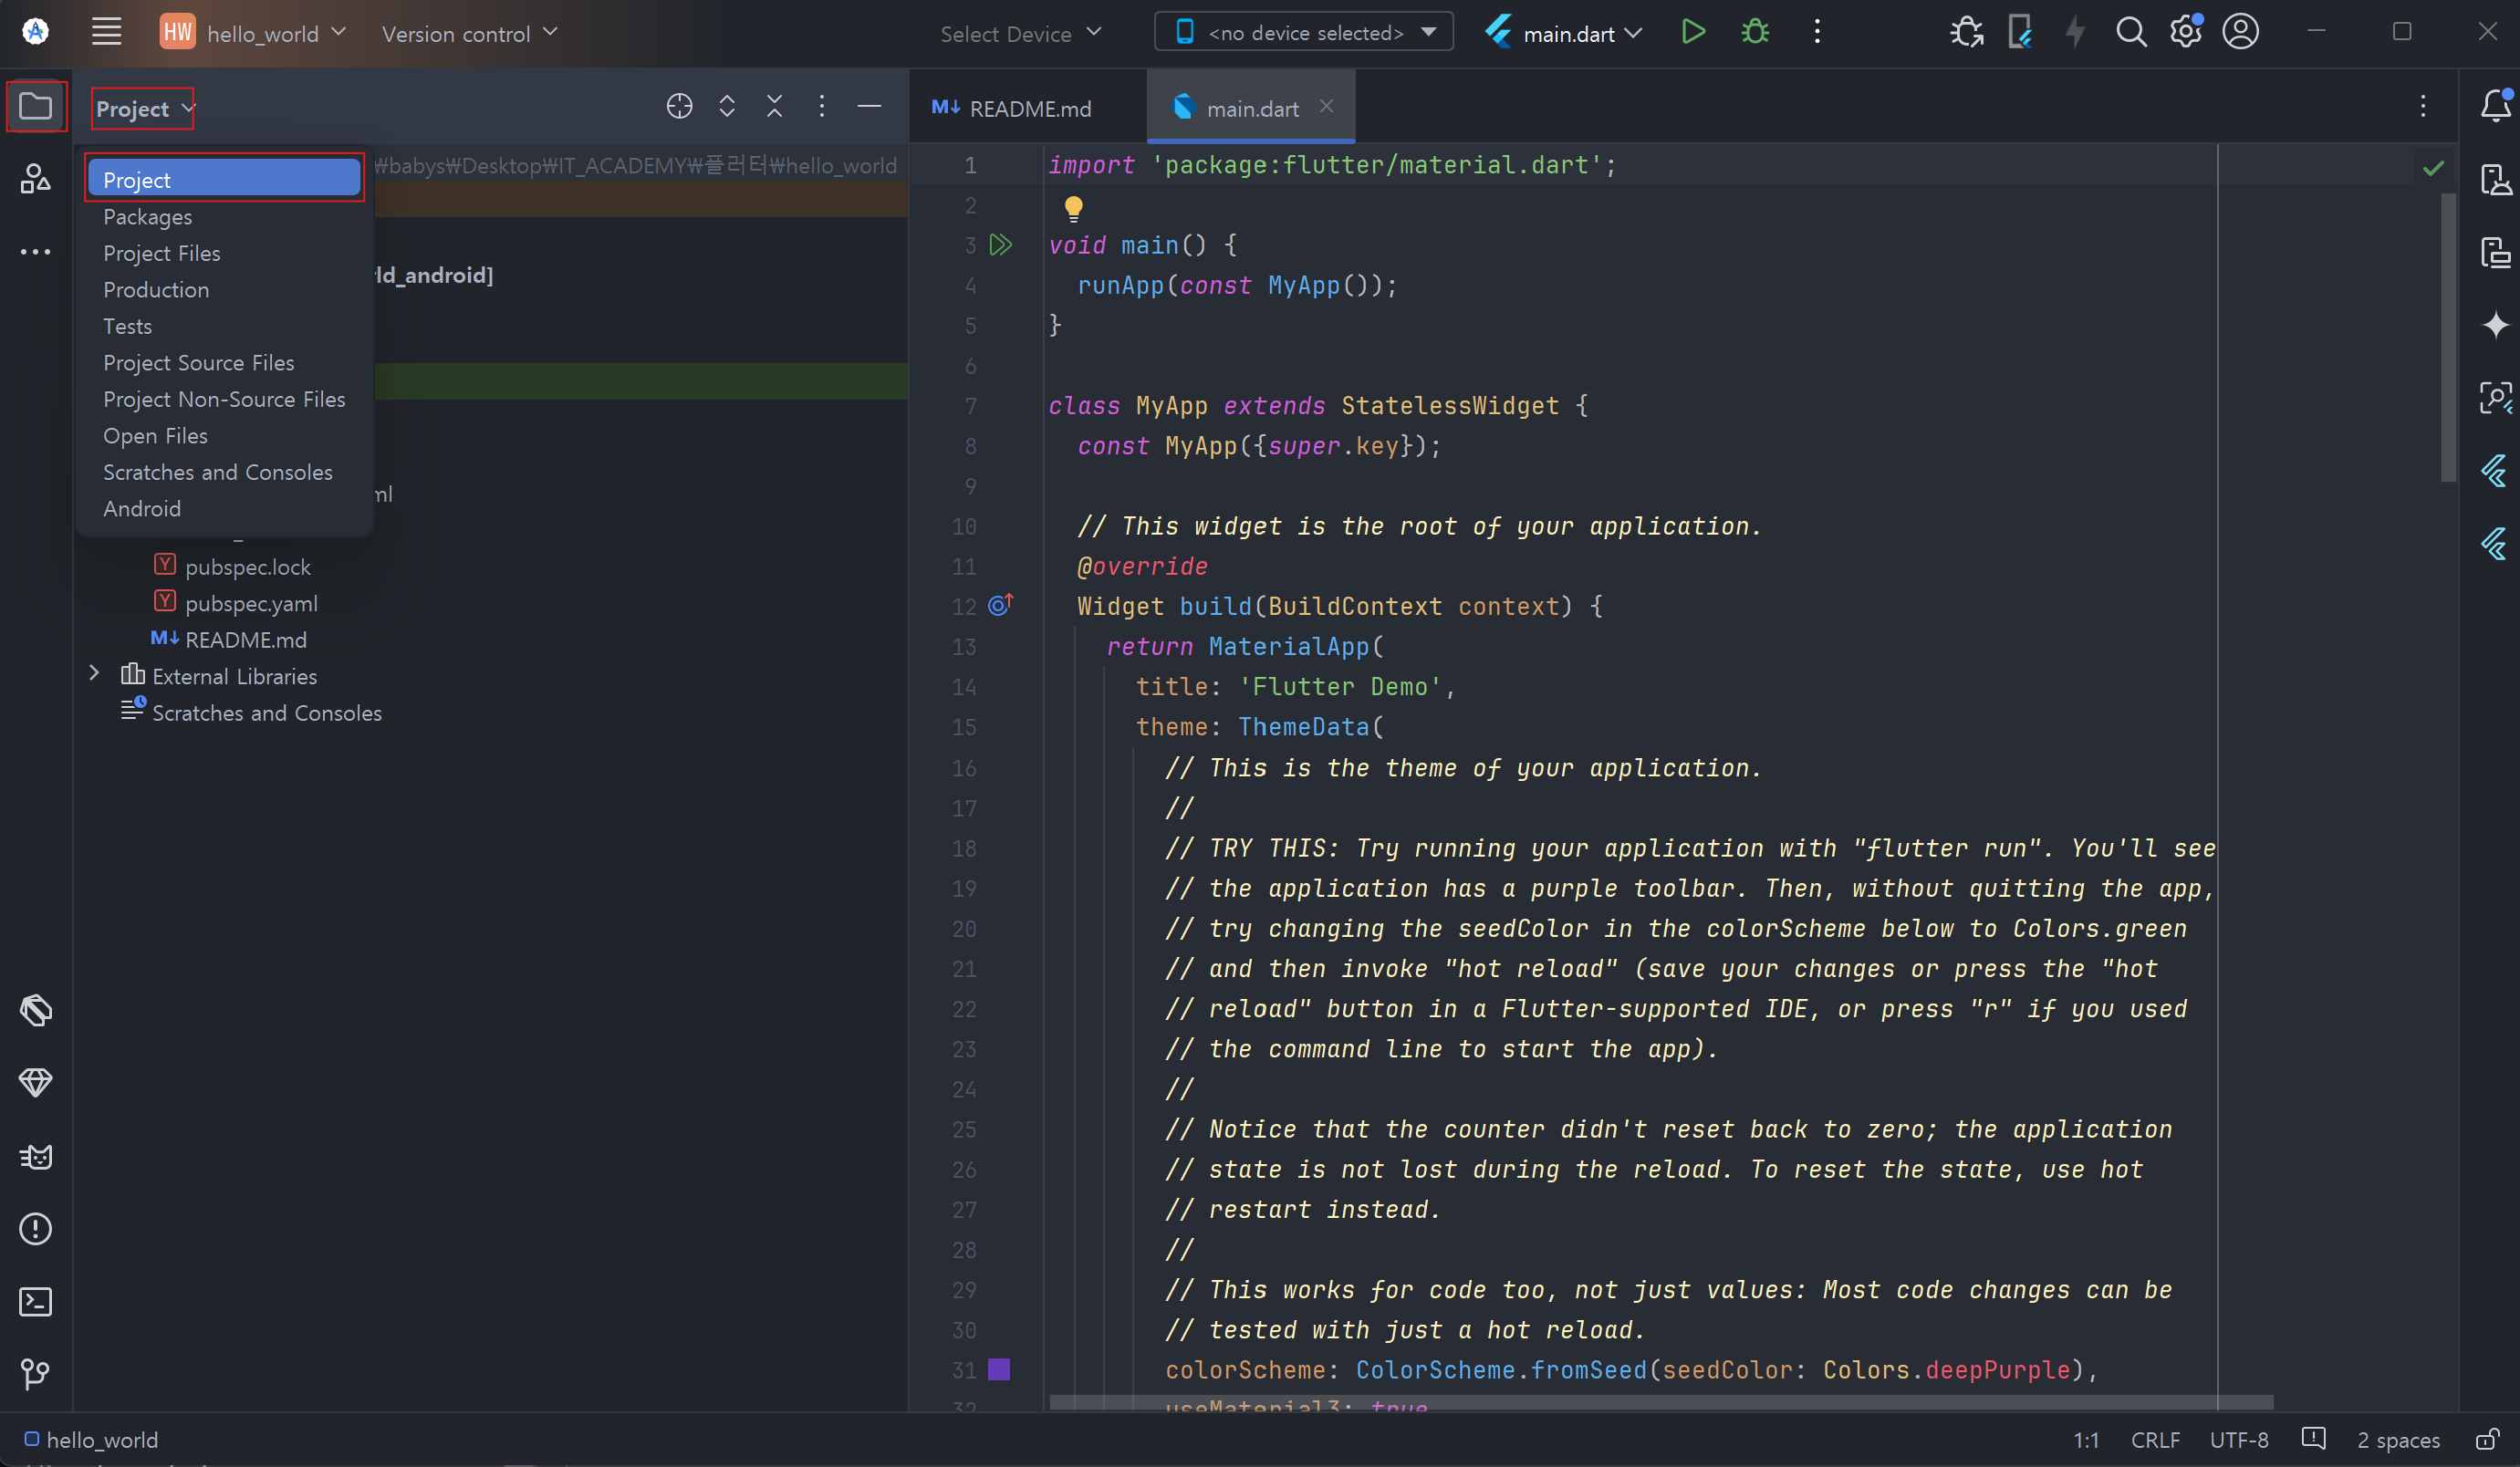 HW hello_world Version control Select Device <no device selected> main.dart
Project
README.md main.dart
Project
Packages
Project Files
Production
Tests
Project Source Files
Project Non-Source Files
Open Files
Scratches and Consoles
Android
₩babys₩Desktop₩IT_ACADEMY₩플러터₩hello_world
ld_android]
ml
pubspec.lock
pubspec.yaml
README.md
External Libraries
Scratches and Consoles
1 import 'package:flutter/material.dart';
2
3 void main() {
4 runApp(const MyApp());
5 }
6
7 class MyApp extends StatelessWidget {
8 const MyApp({super.key});
9
10 // This widget is the root of your application.
11 @override
12 Widget build(BuildContext context) {
13 return MaterialApp(
14 title: 'Flutter Demo',
15 theme: ThemeData(
16 // This is the theme of your application.
17 //
18 // TRY THIS: Try running your application with "flutter run". You'll see
19 // the application has a purple toolbar. Then, without quitting the app,
20 // try changing the seedColor in the colorScheme below to Colors.green
21 // and then invoke "hot reload" (save your changes or press the "hot
22 // reload" button in a Flutter-supported IDE, or press "r" if you used
23 // the command line to start the app).
24 //
25 // Notice that the counter didn't reset back to zero; the application
26 // state is not lost during the reload. To reset the state, use hot
27 // restart instead.
28 //
29 // This works for code too, not just values: Most code changes can be
30 // tested with just a hot reload.
31 colorScheme: ColorScheme.fromSeed(seedColor: Colors.deepPurple),
32 useMaterial3: true
hello_world 1:1 CRLF UTF-8 2 spaces